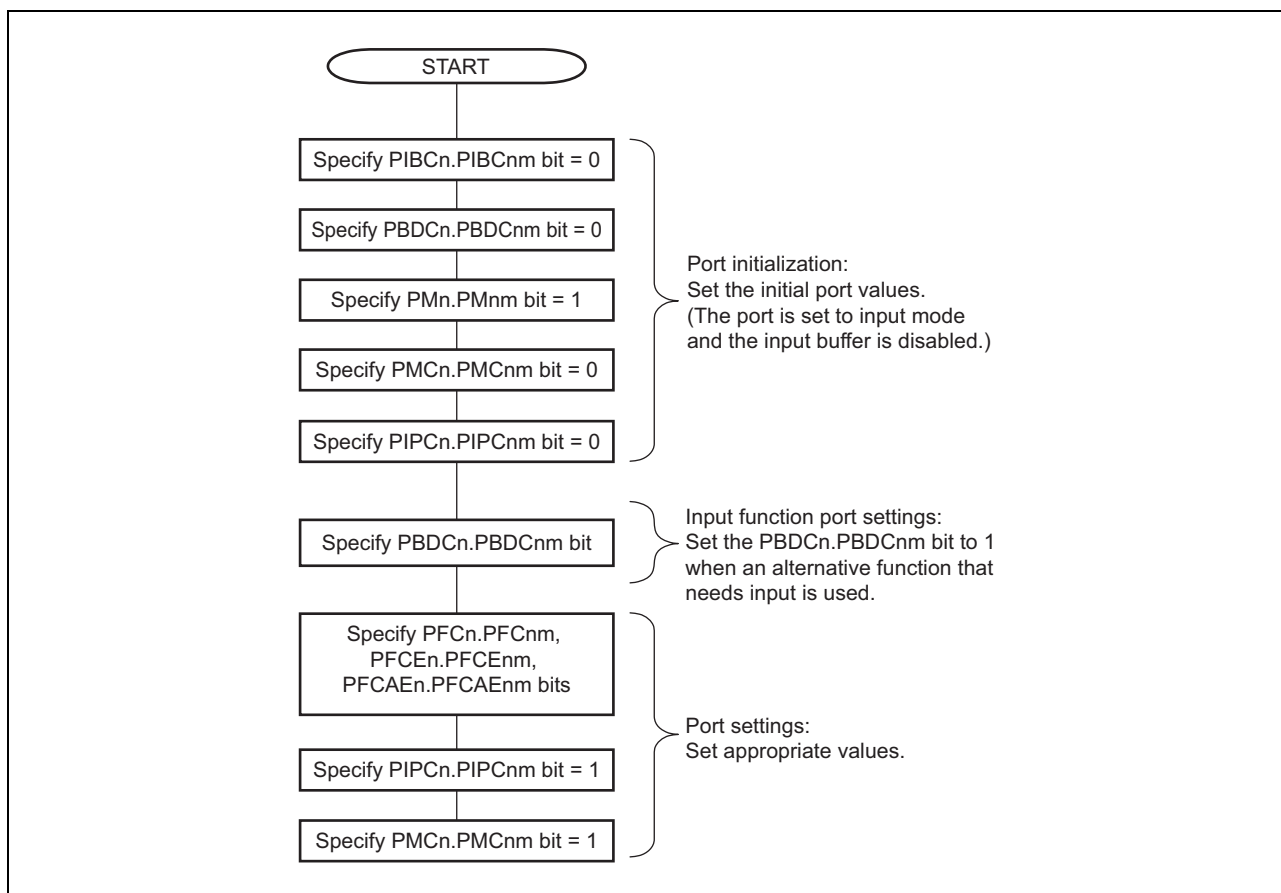 START
Specify PIBCn.PIBCnm bit = 0
Specify PBDCn.PBDCnm bit = 0
Specify PMn.PMnm bit = 1
Specify PMCn.PMCnm bit = 0
Specify PIPCn.PIPCnm bit = 0
Port initialization:
Set the initial port values.
(The port is set to input mode
and the input buffer is disabled.)
Specify PBDCn.PBDCnm bit
Input function port settings:
Set the PBDCn.PBDCnm bit to 1
when an alternative function that
needs input is used.
Specify PFCn.PFCnm,
PFCEn.PFCEnm,
PFCAEn.PFCAEnm bits
Specify PIPCn.PIPCnm bit = 1
Specify PMCn.PMCnm bit = 1
Port settings:
Set appropriate values.